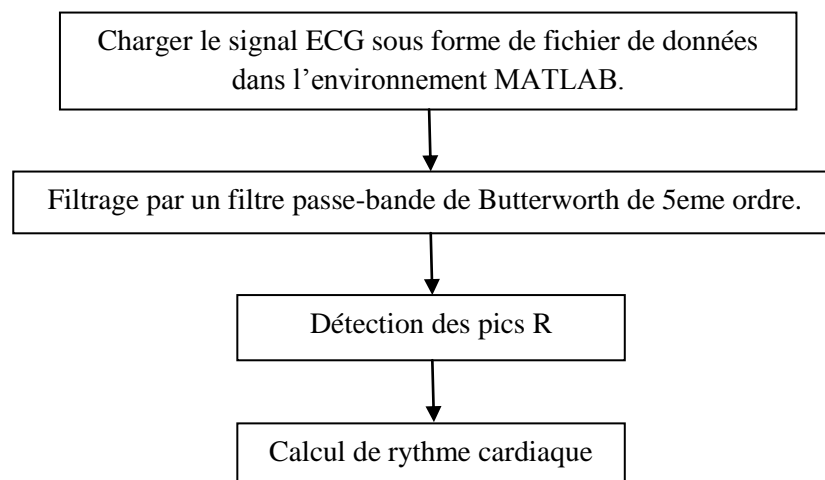 Charger le signal ECG sous forme de fichier de données
dans l’environnement MATLAB.
Filtrage par un filtre passe-bande de Butterworth de 5eme ordre.
Détection des pics R
Calcul de rythme cardiaque